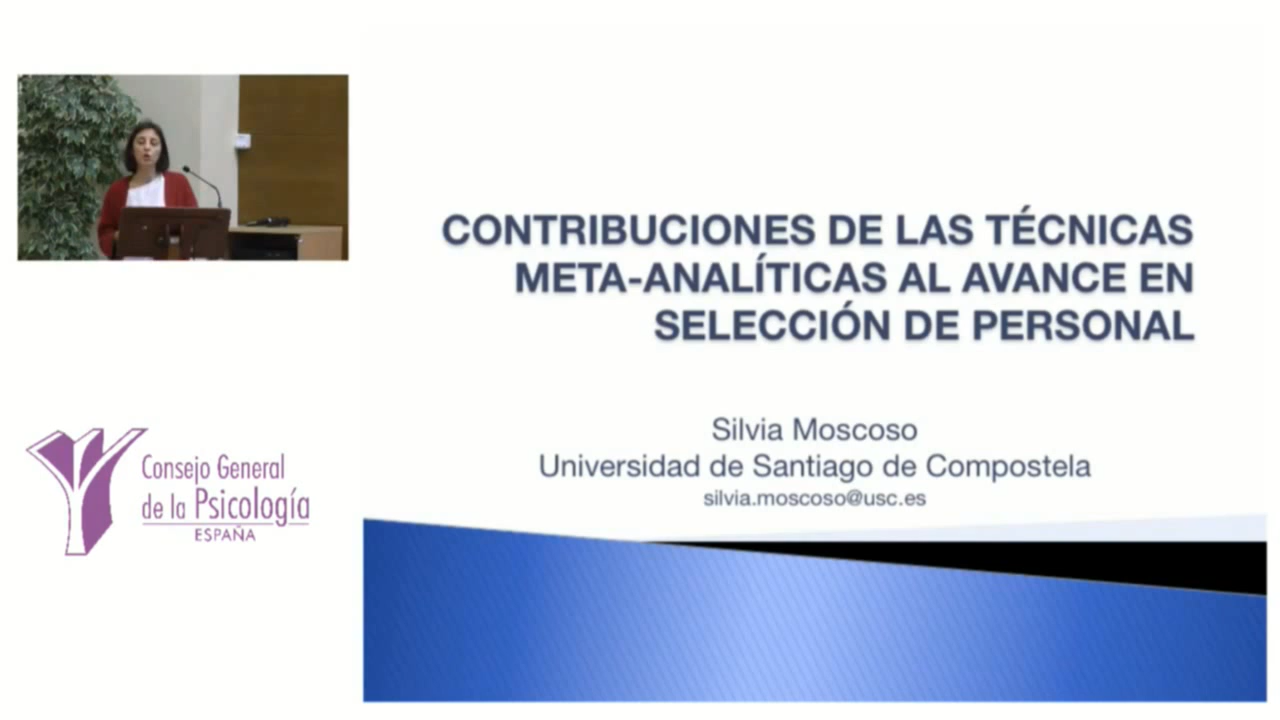 CONTRIBUCIONES DE LAS TÉCNICAS
META-ANALÍTICAS AL AVANCE EN
SELECCIÓN DE PERSONAL
Silvia Moscoso
Universidad de Santiago de Compostela
silvia.moscoso@usc.es
Consejo General
de la Psicología
ESPAÑA